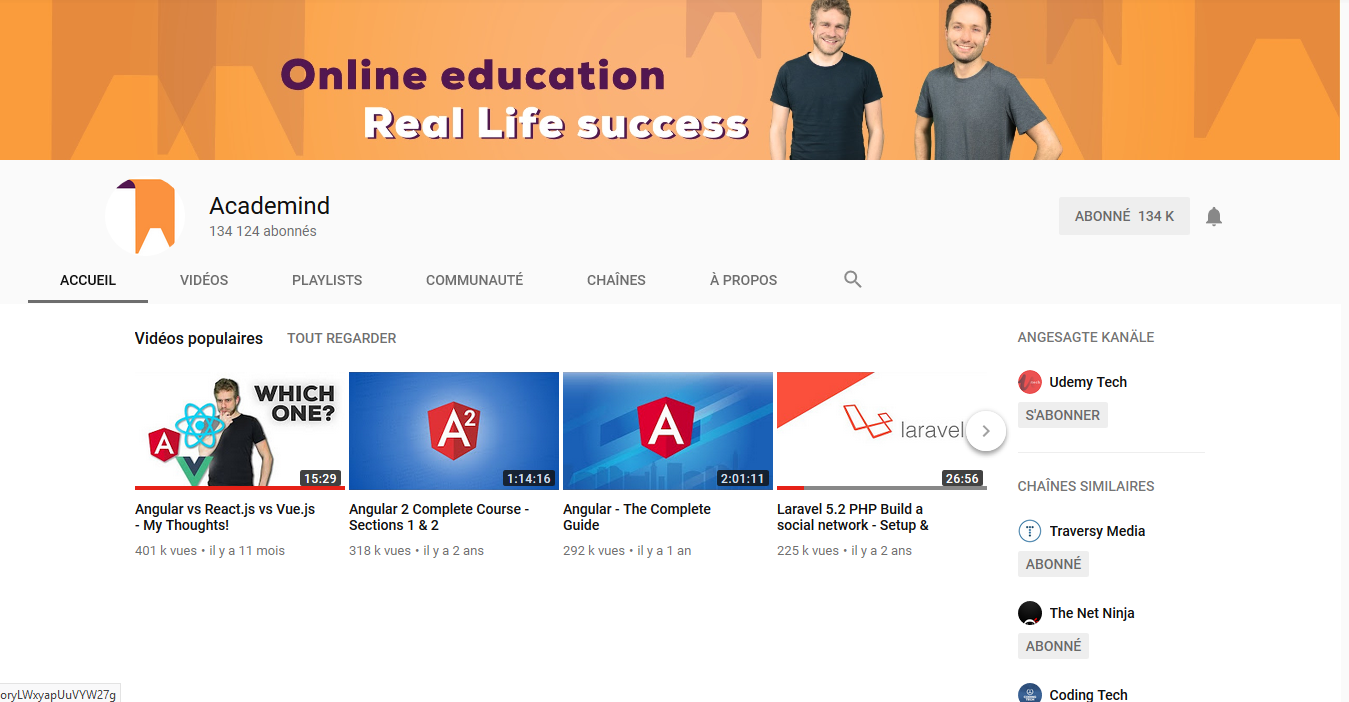 Online education
Real Life success
Academind
134 124 abonnés
ABONNÉ 134 K
ACCUEIL
VIDÉOS
PLAYLISTS
COMMUNAUTÉ
CHAÎNES
À PROPOS
Vidéos populaires
TOUT REGARDER
WHICH
ONE?
A
15:29
Angular vs React.js vs Vue.js
- My Thoughts!
401 k vues • il y a 11 mois
A2
1:14:16
Angular 2 Complete Course -
Sections 1 & 2
318 k vues • il y a 2 ans
A
2:01:11
Angular - The Complete
Guide
292 k vues • il y a 1 an
laravel
26:56
Laravel 5.2 PHP Build a
social network - Setup &
225 k vues • il y a 2 ans
ANGESAGTE KANÄLE
Udemy Tech
S'ABONNER
CHAÎNES SIMILAIRES
Traversy Media
ABONNÉ
The Net Ninja
ABONNÉ
Coding Tech
oryLWxyapUuVYW27g